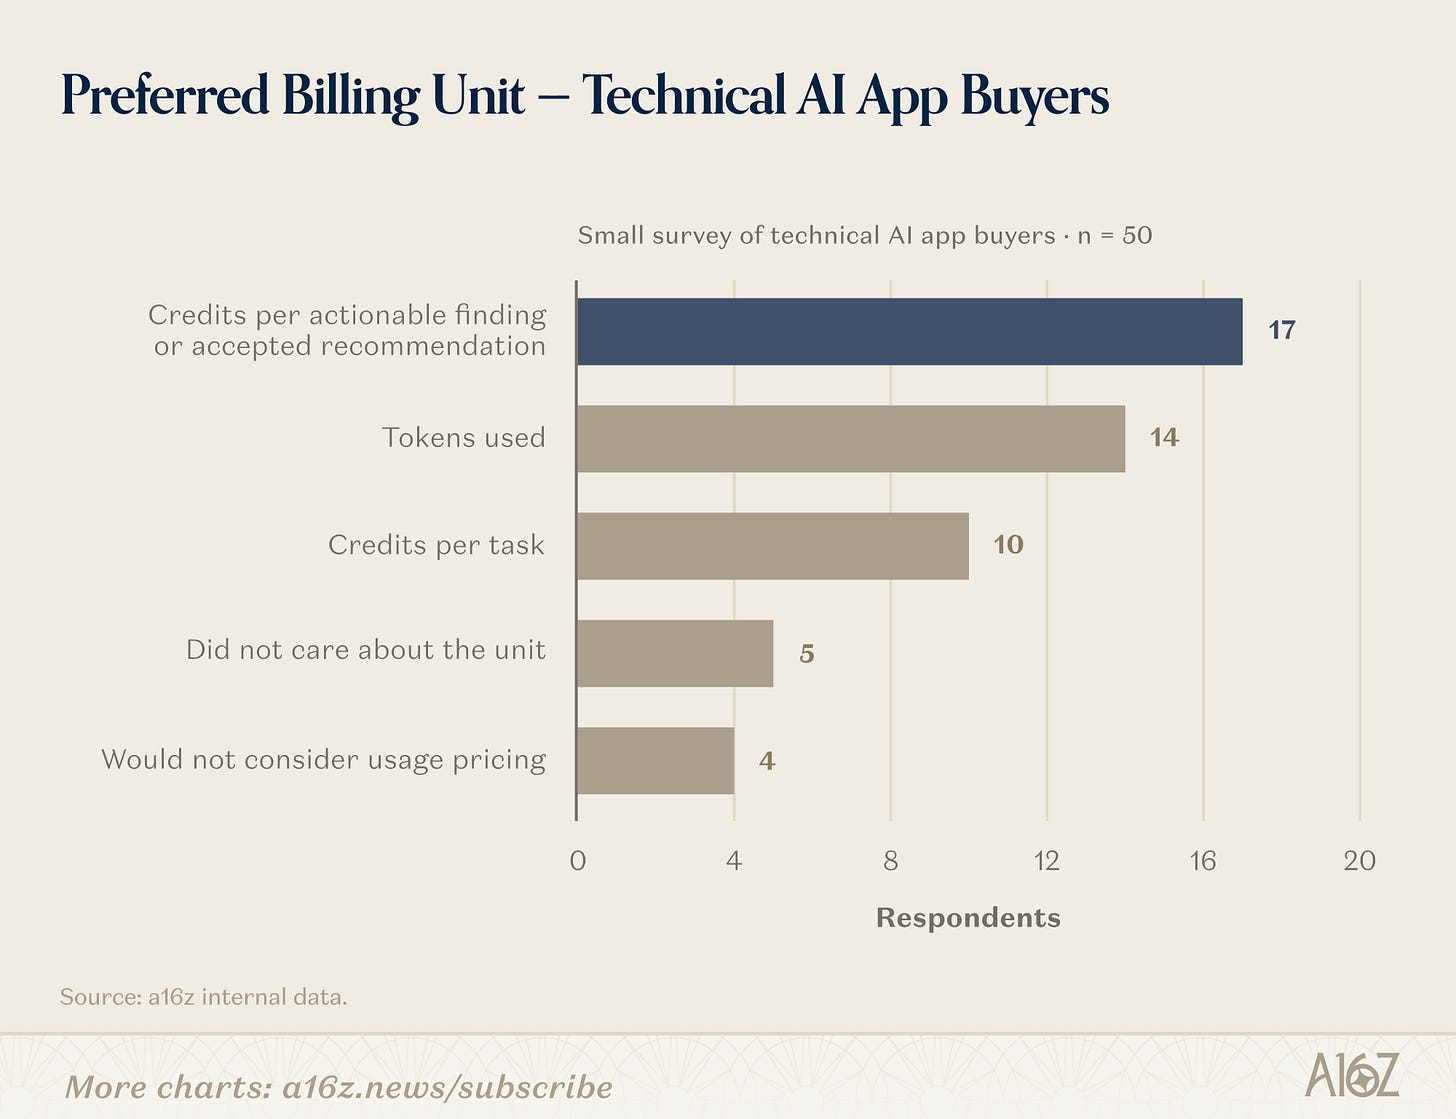 Preferred Billing Unit – Technical AI App Buyers
Small survey of technical AI app buyers · n = 50
Credits per actionable finding
or accepted recommendation
17
Tokens used
14
Credits per task
10
Did not care about the unit
5
Would not consider usage pricing
4
0 4 8 12 16 20
Respondents
Source: a16z internal data.
More charts: a16z.news/subscribe
A16Z